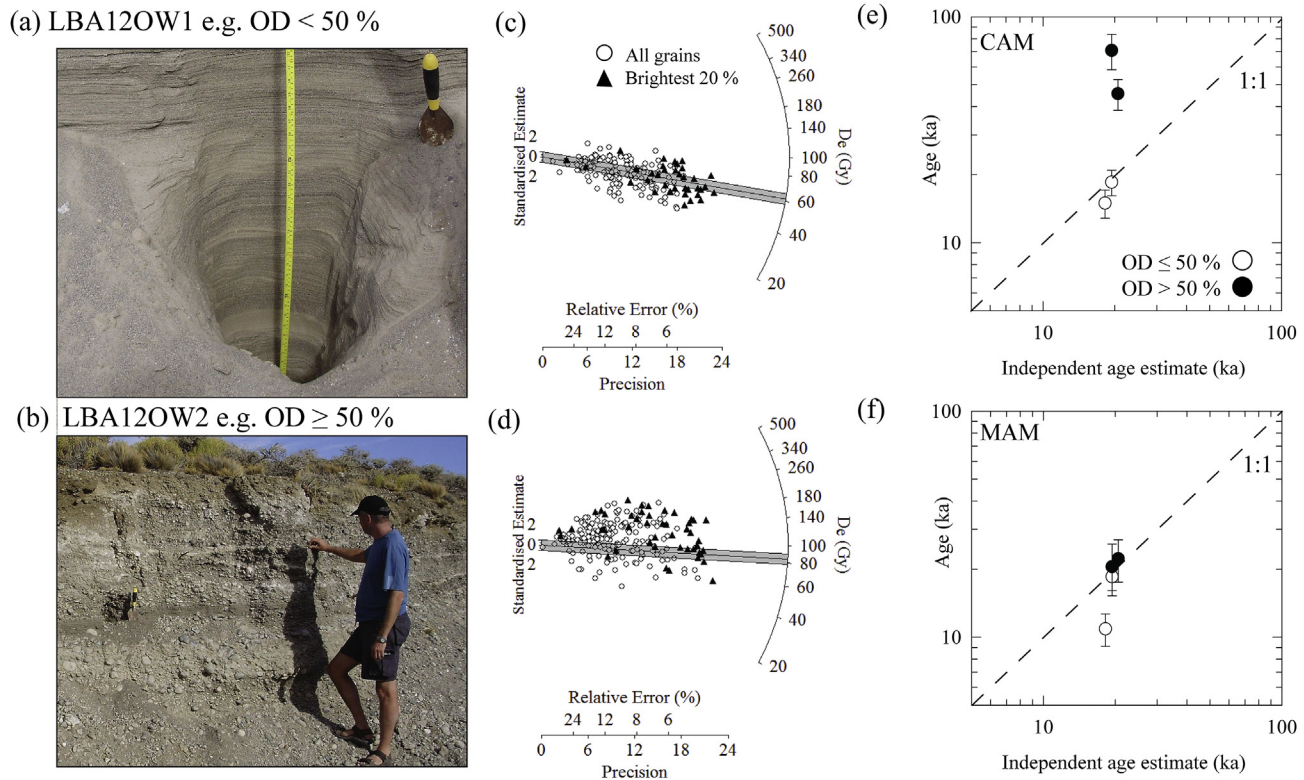 (a) LBA12OW1 e.g. OD < 50 %
(b) LBA12OW2 e.g. OD ≥ 50 %
(c)
All grains
Brightest 20 %
Standardised Estimate
2
0
2
500
340
260
180
140
100
80
60
40
20
De (Gy)
Relative Error (%)
24 12 8 6
0 6 12 18 24
Precision
(d)
Standardised Estimate
2
0
2
500
340
260
180
140
100
80
60
40
20
De (Gy)
Relative Error (%)
24 12 8 6
0 6 12 18 24
Precision
(e)
100
CAM
1:1
Age (ka)
10
OD ≤ 50 %
OD > 50 %
10 100
Independent age estimate (ka)
(f)
100
MAM
1:1
Age (ka)
10
10 100
Independent age estimate (ka)